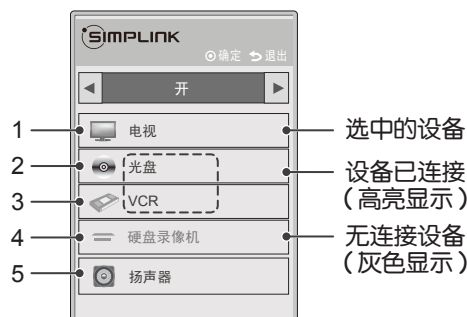 SIMPLINK
确定 退出
◀ 开 ▶
1 电视 选中的设备
2 光盘 设备已连接
（高亮显示）
3 VCR
4 硬盘录像机 无连接设备
（灰色显示）
5 扬声器